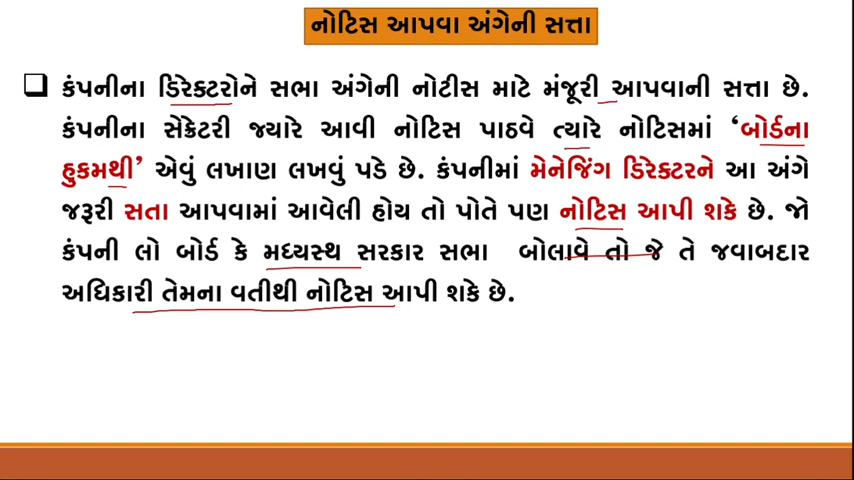 નોટિસ આપવા અંગેની સત્તા
કંપનીના ડિરેક્ટરોને સભા અંગેની નોટીસ માટે મંજૂરી આપવાની સત્તા છે.
કંપનીના સેક્રેટરી જ્યારે આવી નોટિસ પાઠવે ત્યારે નોટિસમાં ‘બોર્ડના
હુકમથી’ એવું લખાણ લખવું પડે છે. કંપનીમાં મેનેજિંગ ડિરેક્ટરને આ અંગે
જરૂરી સતા આપવામાં આવેલી હોય તો પોતે પણ નોટિસ આપી શકે છે. જો
કંપની લો બોર્ડ કે મધ્યસ્થ સરકાર સભા બોલાવે તો જે તે જવાબદાર
અધિકારી તેમના વતીથી નોટિસ આપી શકે છે.